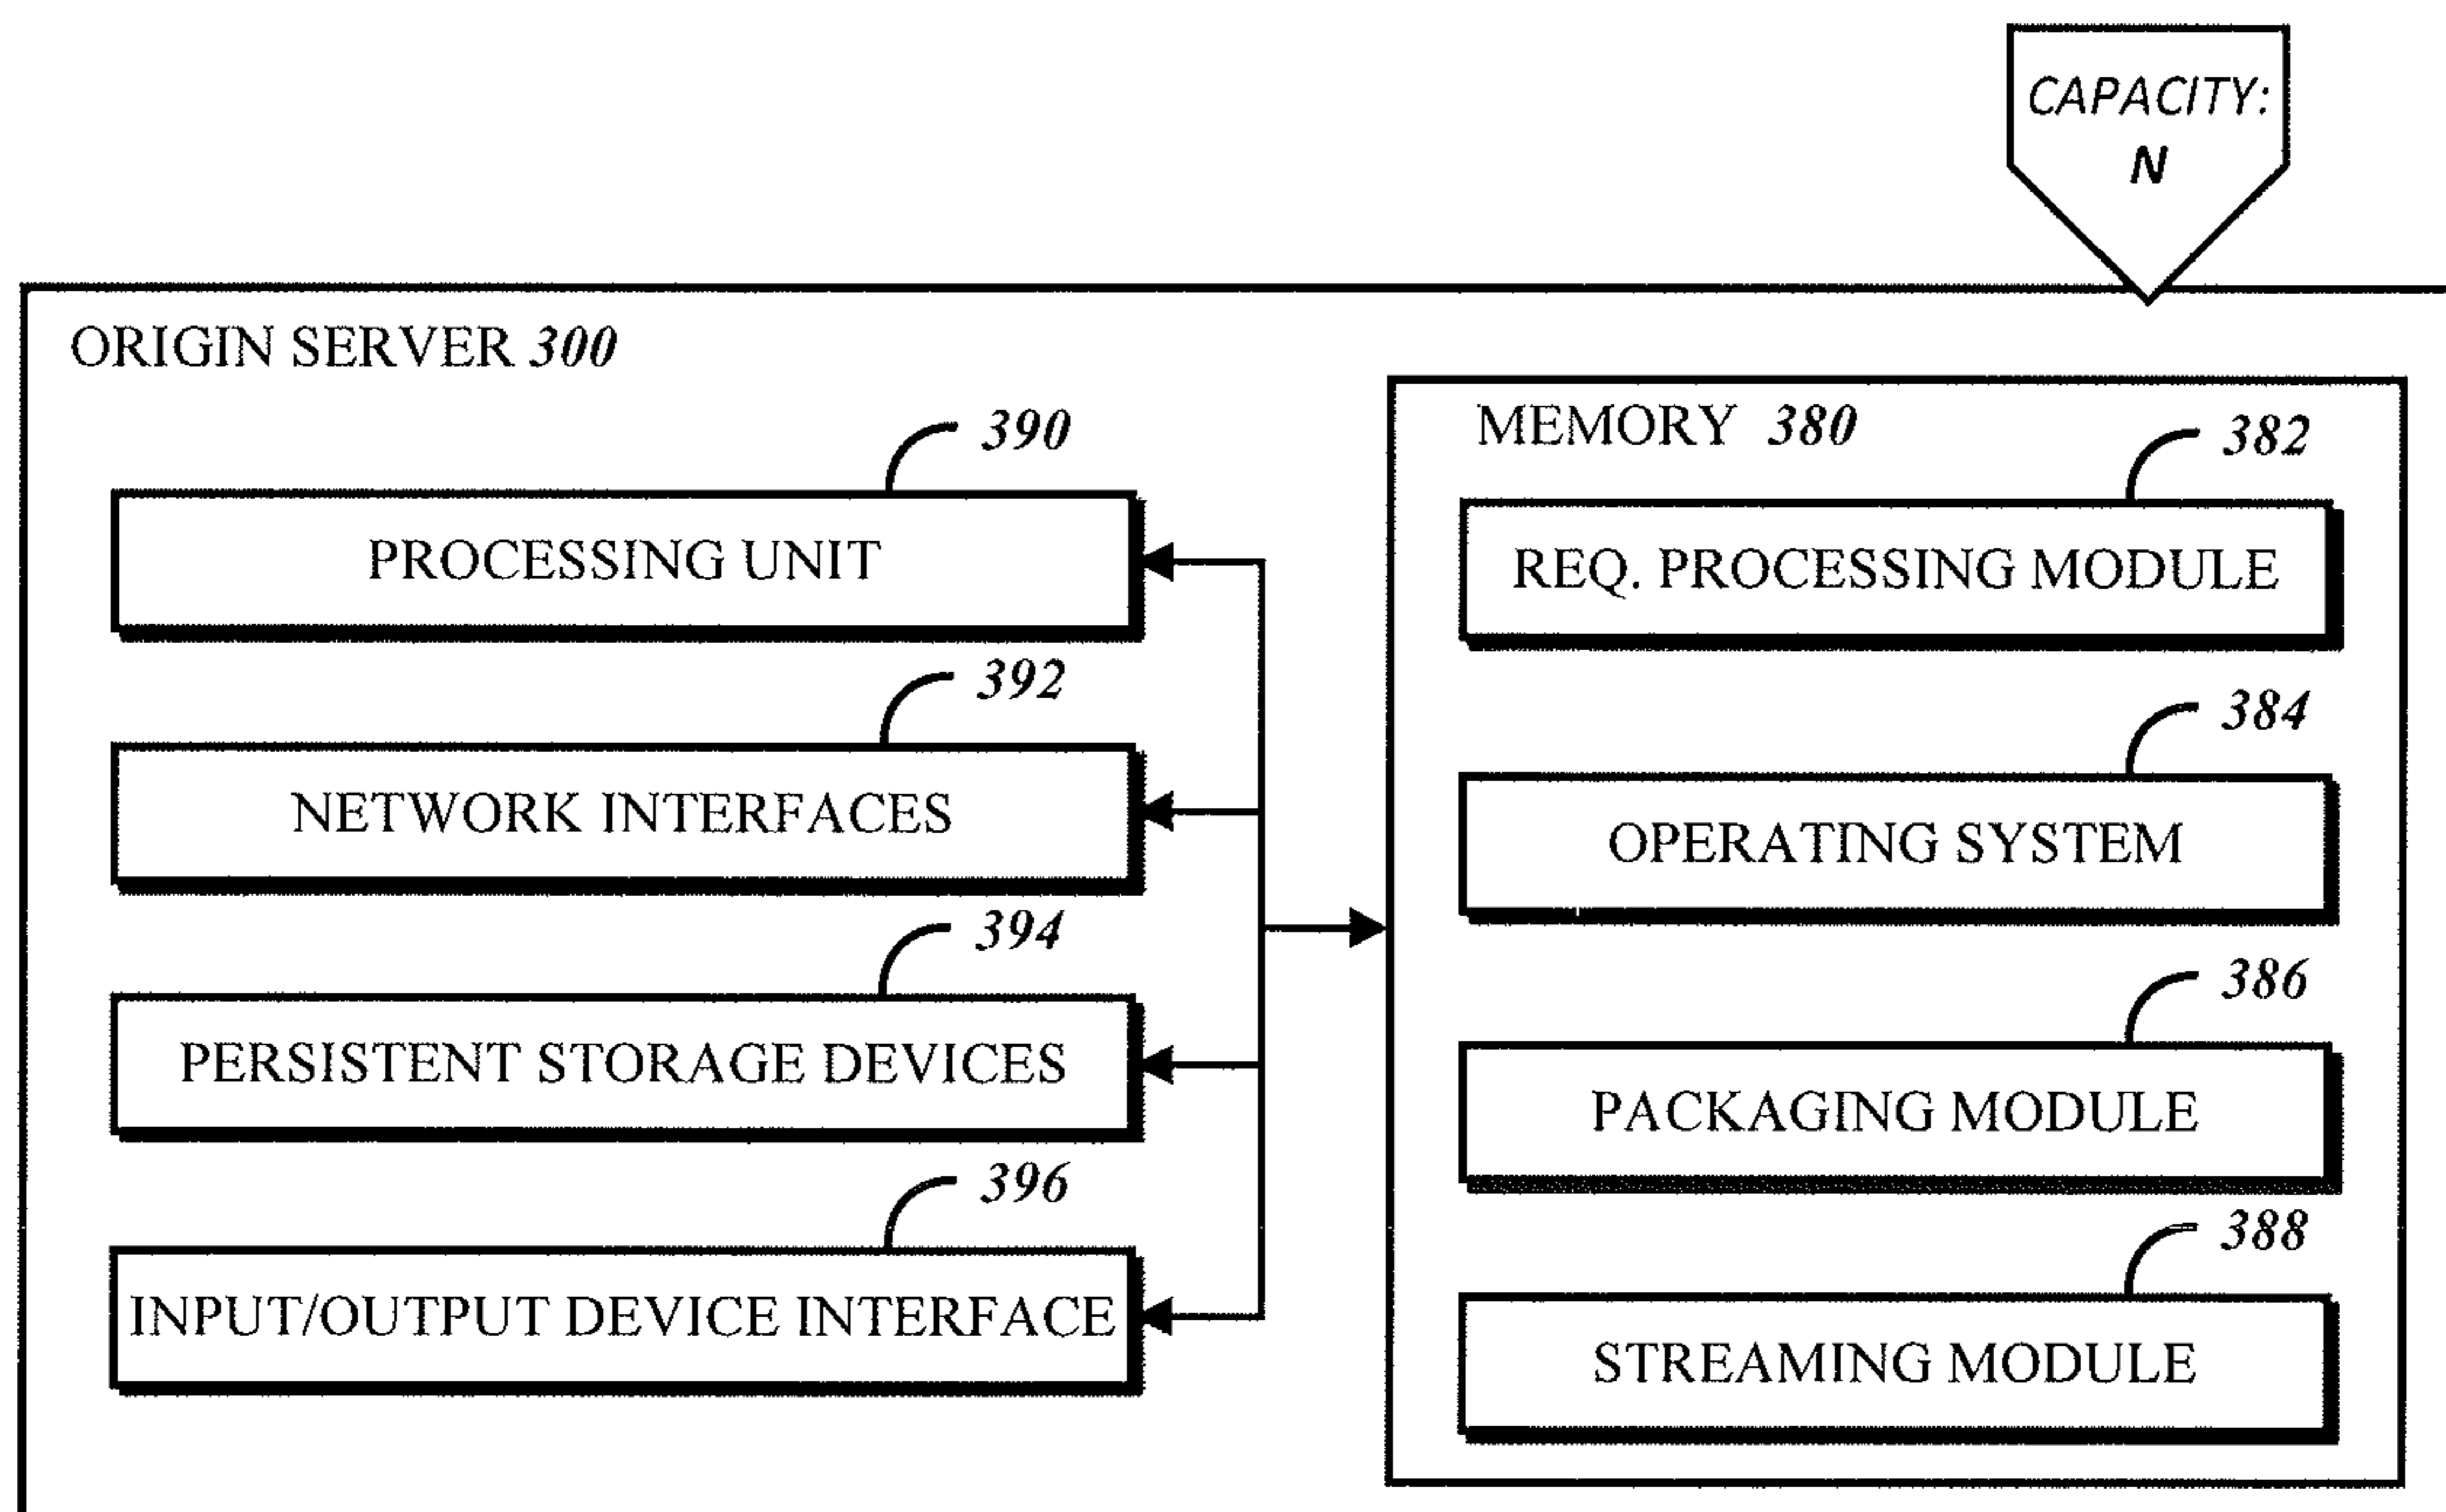 CAPACITY:
N
ORIGIN SERVER 300
390
PROCESSING UNIT
392
NETWORK INTERFACES
394
PERSISTENT STORAGE DEVICES
396
INPUT/OUTPUT DEVICE INTERFACE
MEMORY 380
382
REQ. PROCESSING MODULE
384
OPERATING SYSTEM
386
PACKAGING MODULE
388
STREAMING MODULE